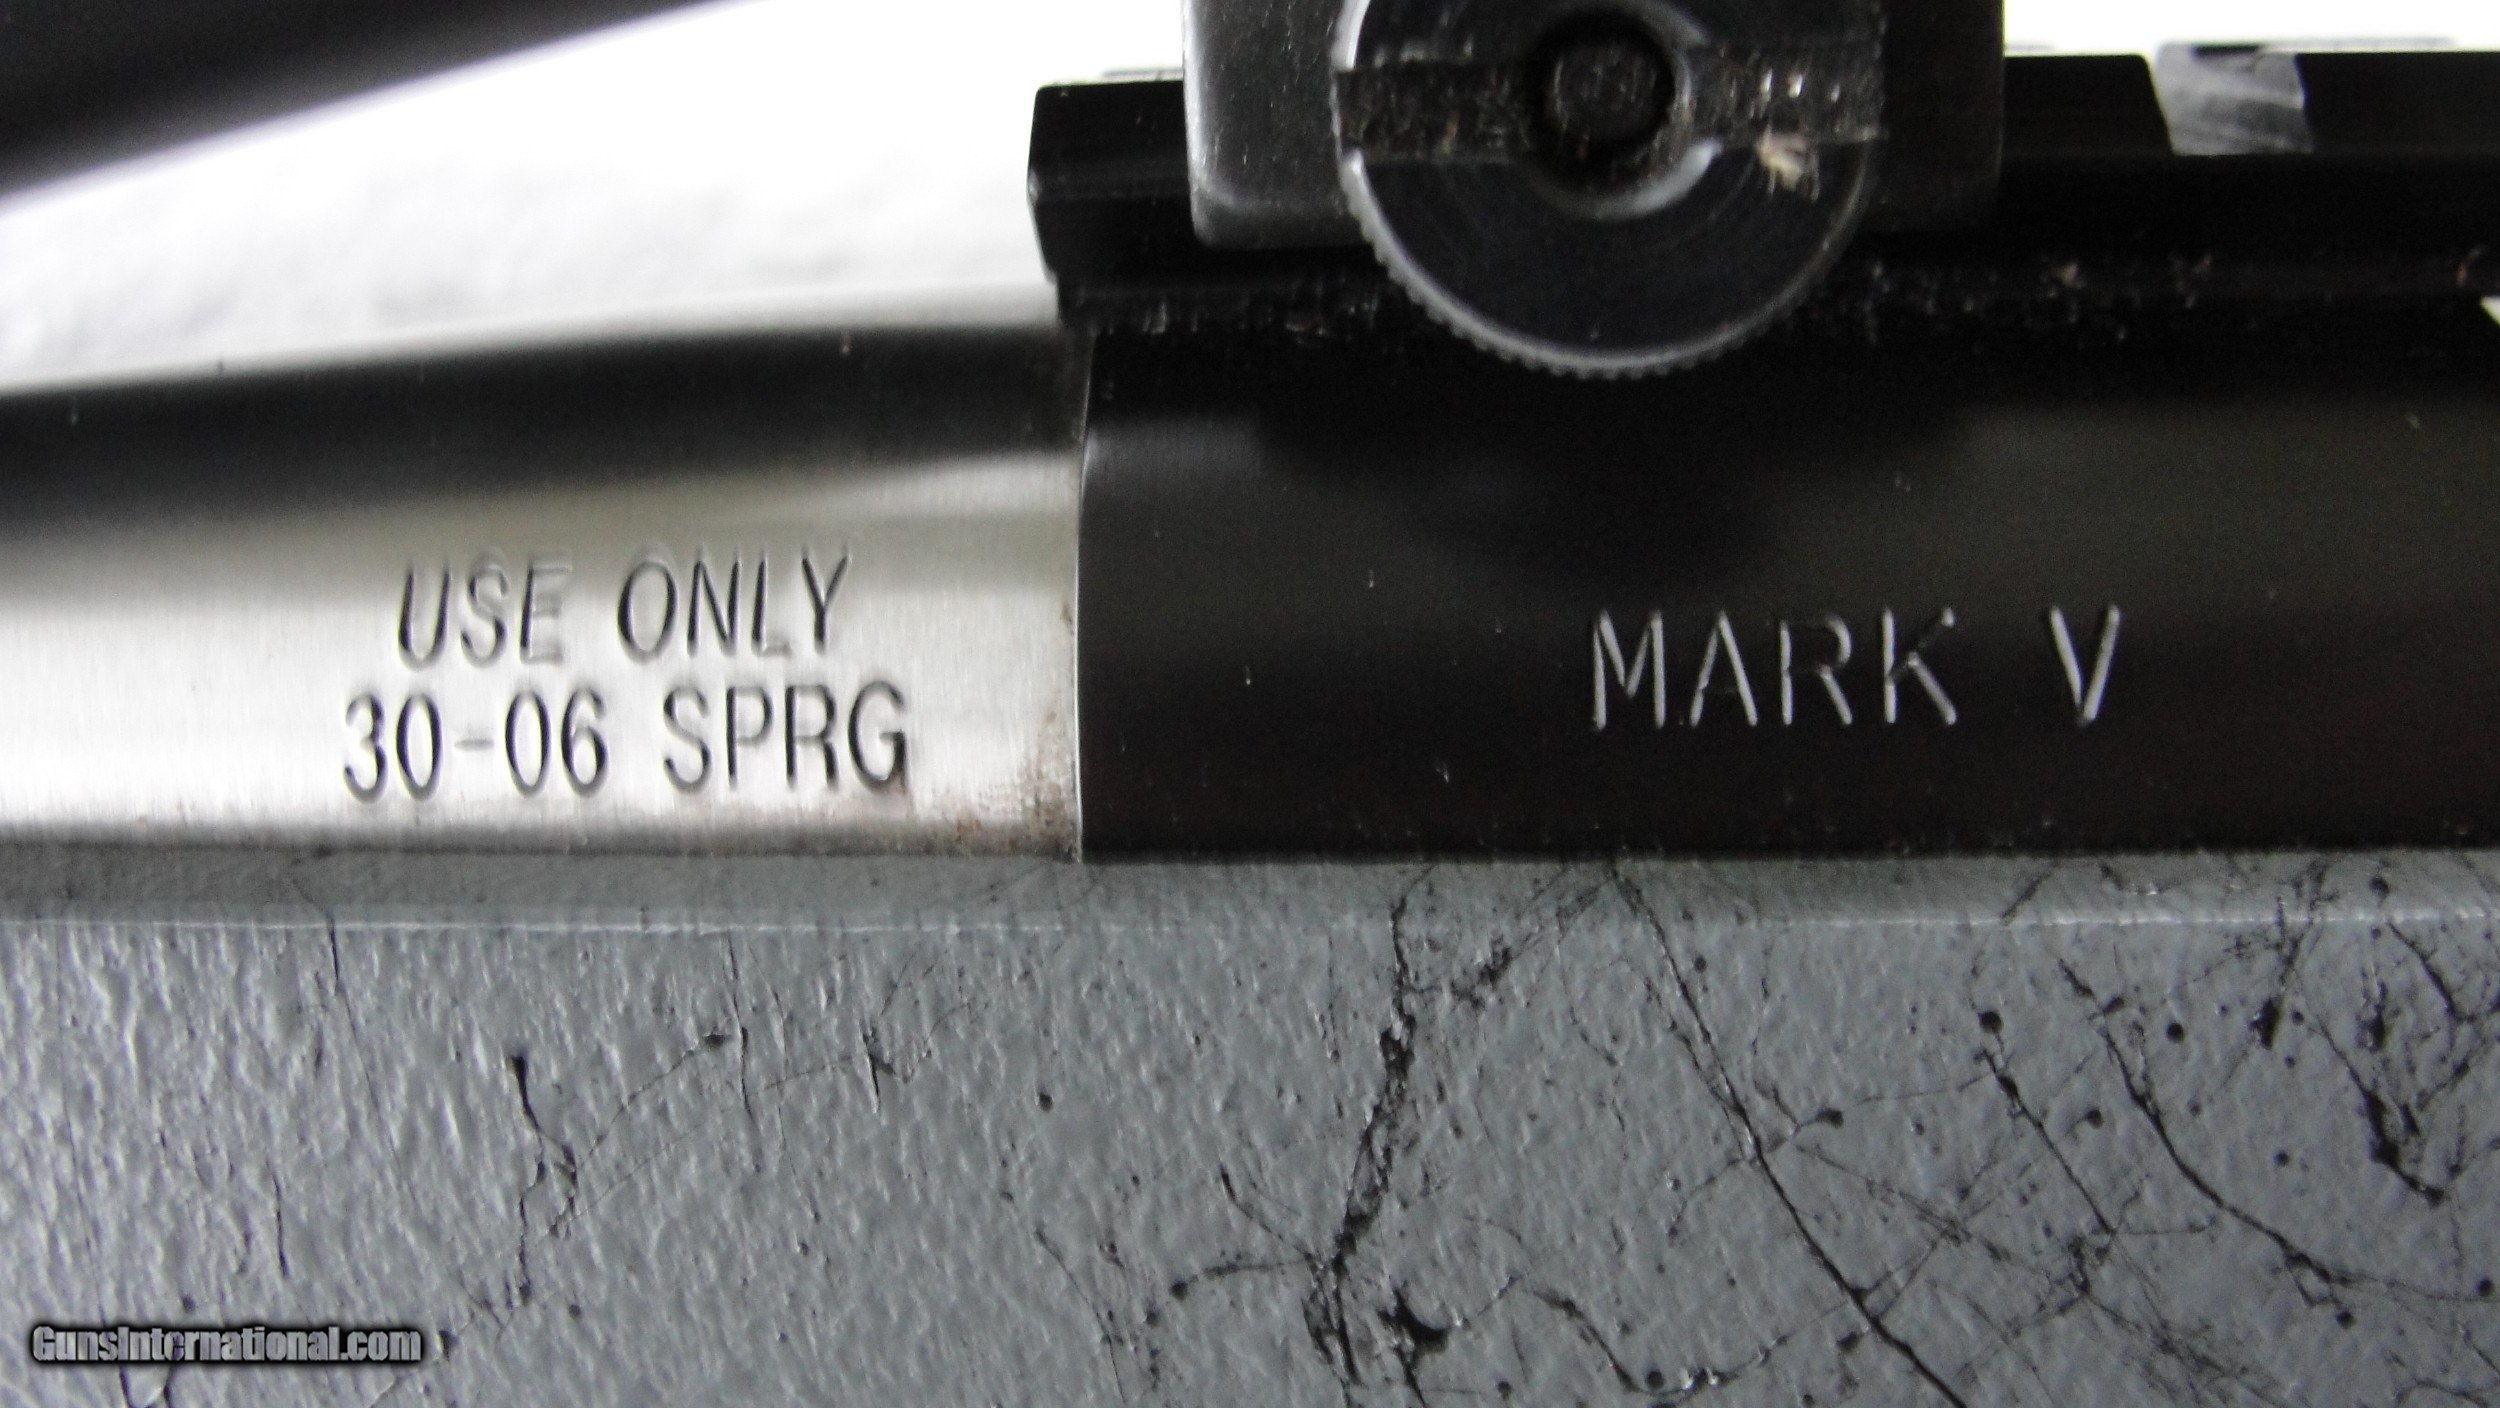 USE ONLY
30-06 SPRG
MARK V
GunsInternational.com